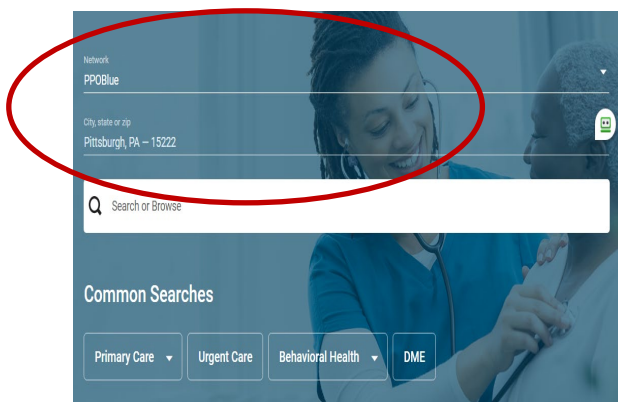 Network
PPOBlue
City, state or zip
Pittsburgh, PA – 15222
Search or Browse
Common Searches
Primary Care
Urgent Care
Behavioral Health
DME